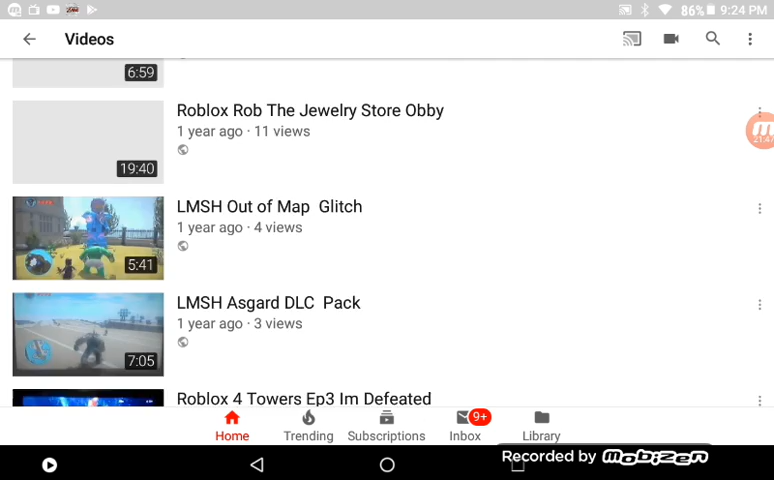 86% 9:24 PM
Videos
6:59
Roblox Rob The Jewelry Store Obby
1 year ago · 11 views
21:47
19:40
LMSH Out of Map Glitch
1 year ago · 4 views
5:41
LMSH Asgard DLC Pack
1 year ago · 3 views
7:05
Roblox 4 Towers Ep3 Im Defeated
9+
Home Trending Subscriptions Inbox Library
Recorded by mobizen